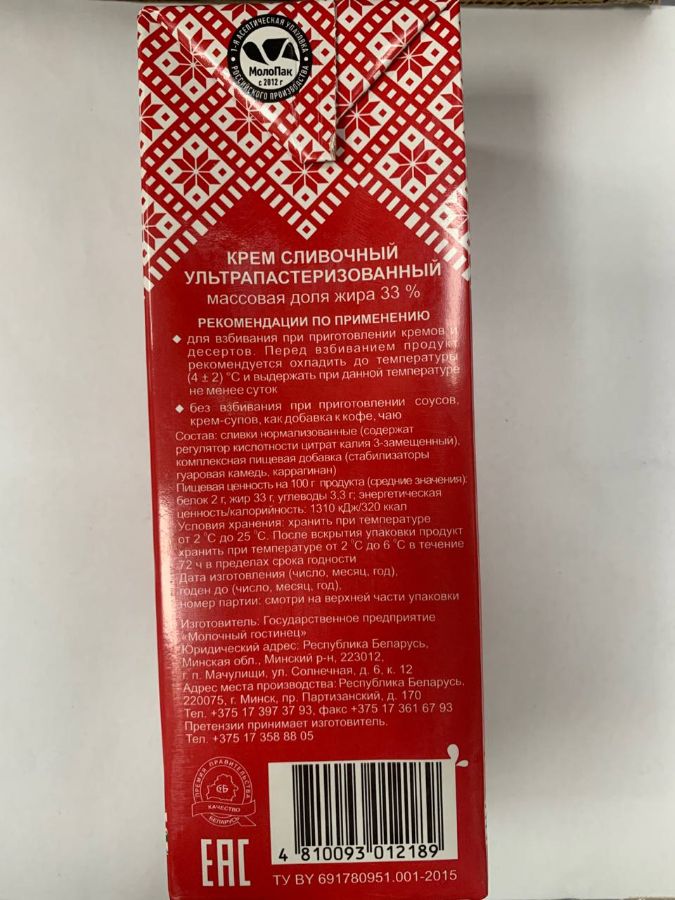 1-я АСЕПТИЧЕСКАЯ УПАКОВКА
МолоПак
с 2012 г
РОССИЙСКОГО ПРОИЗВОДСТВА
КРЕМ СЛИВОЧНЫЙ
УЛЬТРАПАСТЕРИЗОВАННЫЙ
массовая доля жира 33 %
РЕКОМЕНДАЦИИ ПО ПРИМЕНЕНИЮ
◆ для взбивания при приготовлении кремов и
десертов. Перед взбиванием продукт
рекомендуется охладить до температуры
(4 ± 2) °С и выдержать при данной температуре
не менее суток
◆ без взбивания при приготовлении соусов,
крем-супов, как добавка к кофе, чаю
Состав: сливки нормализованные (содержат
регулятор кислотности цитрат калия 3-замещенный),
комплексная пищевая добавка (стабилизаторы
гуаровая камедь, каррагинан)
Пищевая ценность на 100 г продукта (средние значения):
белок 2 г, жир 33 г, углеводы 3,3 г; энергетическая
ценность/калорийность: 1310 кДж/320 ккал
Условия хранения: хранить при температуре
от 2 °С до 25 °С. После вскрытия упаковки продукт
хранить при температуре от 2 °С до 6 °С в течение
72 ч в пределах срока годности
Дата изготовления (число, месяц, год),
годен до (число, месяц, год),
номер партии: смотри на верхней части упаковки
Изготовитель: Государственное предприятие
«Молочный гостинец»
Юридический адрес: Республика Беларусь,
Минская обл., Минский р-н, 223012,
г. п. Мачулищи, ул. Солнечная, д. 6, к. 12
Адрес места производства: Республика Беларусь,
220075, г. Минск, пр. Партизанский, д. 170
Тел. +375 17 397 37 93, факс +375 17 361 67 93
Претензии принимает изготовитель.
Тел. +375 17 358 88 05
ПРЕМИЯ ПРАВИТЕЛЬСТВА
СТБ
КАЧЕСТВО
БЕЛАРУСЬ
EAC
4 810093 012189
ТУ BY 691780951.001-2015